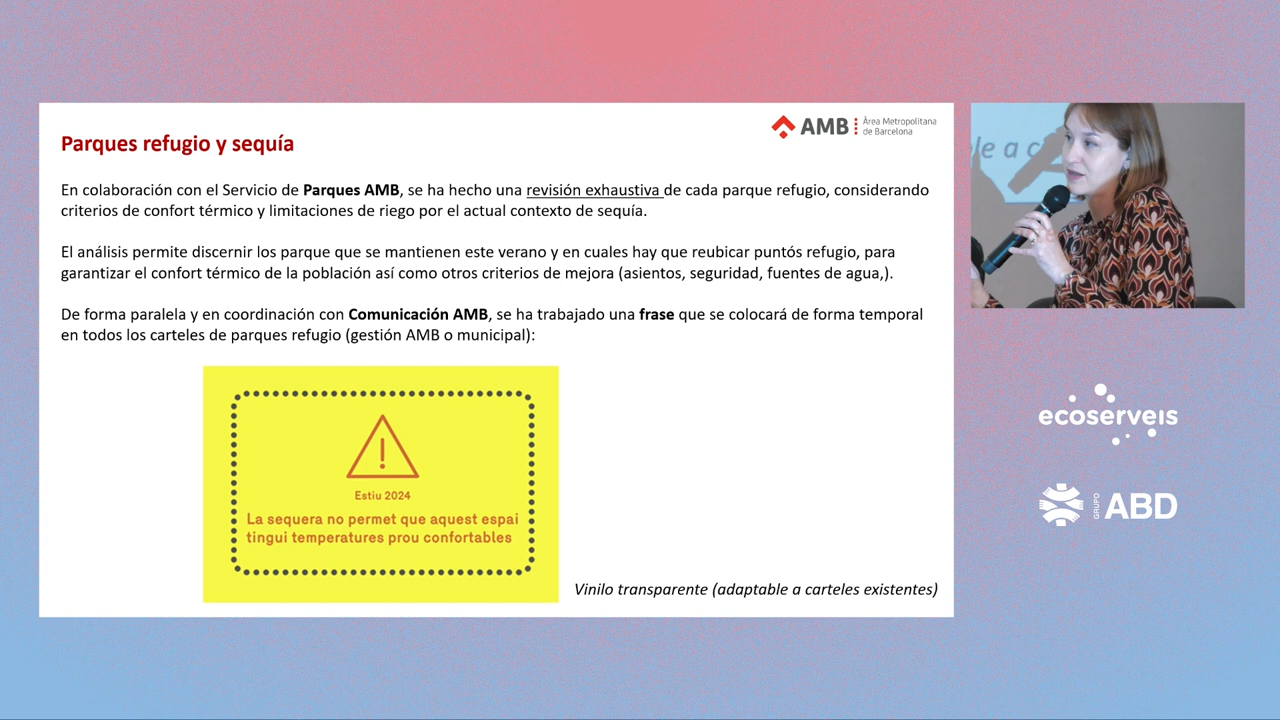 AMB Àrea Metropolitana
de Barcelona
Parques refugio y sequía
En colaboración con el Servicio de Parques AMB, se ha hecho una revisión exhaustiva de cada parque refugio, considerando
criterios de confort térmico y limitaciones de riego por el actual contexto de sequía.
El análisis permite discernir los parque que se mantienen este verano y en cuales hay que reubicar puntós refugio, para
garantizar el confort térmico de la población así como otros criterios de mejora (asientos, seguridad, fuentes de agua,).
De forma paralela y en coordinación con Comunicación AMB, se ha trabajado una frase que se colocará de forma temporal
en todos los carteles de parques refugio (gestión AMB o municipal):
!
Estiu 2024
La sequera no permet que aquest espai
tingui temperatures prou confortables
Vinilo transparente (adaptable a carteles existentes)
ecoserveis
GRUPO ABD